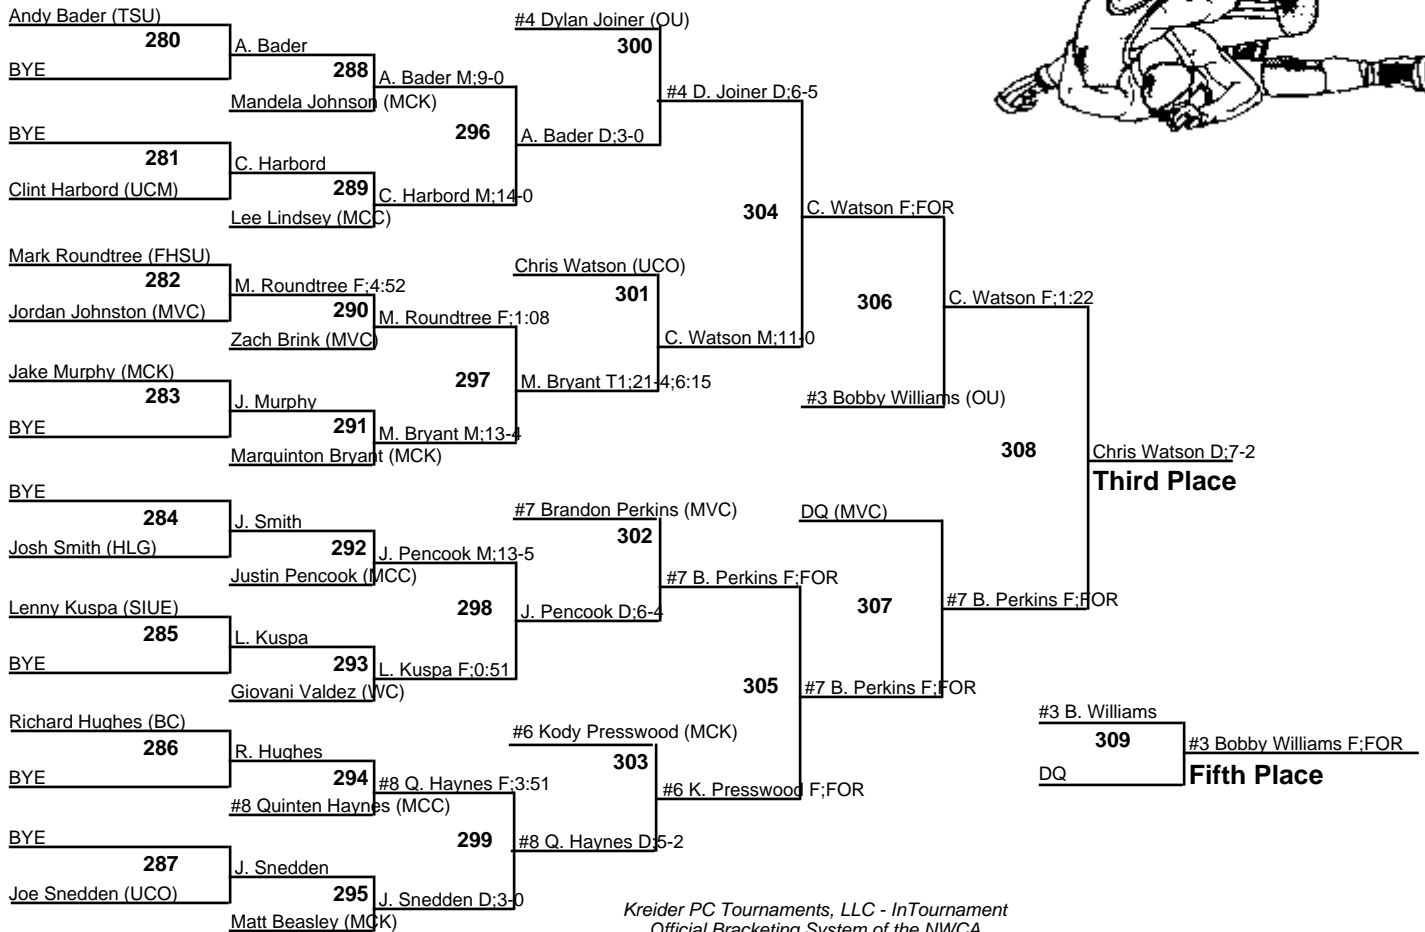 Andy Bader (TSU)
280
BYE
A. Bader
288
Mandela Johnson (MCK)
A. Bader M;9-0
BYE
281
Clint Harbord (UCM)
C. Harbord
289
Lee Lindsey (MCC)
C. Harbord M;14-0
296
A. Bader D;3-0
#4 Dylan Joiner (OU)
300
#4 D. Joiner D;6-5
Mark Roundtree (FHSU)
282
Jordan Johnston (MVC)
M. Roundtree F;4:52
290
Zach Brink (MVC)
M. Roundtree F;1:08
Jake Murphy (MCK)
283
BYE
J. Murphy
291
Marquinton Bryant (MCK)
M. Bryant M;13-4
297
M. Bryant T1;21-4;6:15
Chris Watson (UCO)
301
C. Watson M;11-0
304
C. Watson F;FOR
306
#3 Bobby Williams (OU)
C. Watson F;1:22
BYE
284
Josh Smith (HLG)
J. Smith
292
Justin Pencook (MCC)
J. Pencook M;13-5
Lenny Kuspa (SIUE)
285
BYE
L. Kuspa
293
Giovani Valdez (WC)
L. Kuspa F;0:51
298
J. Pencook D;6-4
#7 Brandon Perkins (MVC)
302
#7 B. Perkins F;FOR
Richard Hughes (BC)
286
BYE
R. Hughes
294
#8 Quinten Haynes (MCC)
#8 Q. Haynes F;3:51
BYE
287
Joe Snedden (UCO)
J. Snedden
295
Matt Beasley (MCK)
J. Snedden D;3-0
299
#8 Q. Haynes D;5-2
#6 Kody Presswood (MCK)
303
#6 K. Presswood F;FOR
305
#7 B. Perkins F;FOR
DQ (MVC)
307
#7 B. Perkins F;FOR
308
Chris Watson D;7-2
Third Place
#3 B. Williams
309
DQ
#3 Bobby Williams F;FOR
Fifth Place
Kreider PC Tournaments, LLC - InTournament
Official Bracketing System of the NWCA